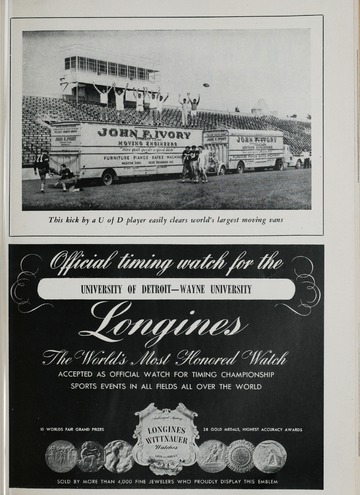 JOHN F. IVORY
MOVING ENGINEERS
FURNITURE PIANOS SAFES MACHINERY
JOHN F. IVORY
This kick by a U of D player easily clears world's largest moving vans
Official timing watch for the
UNIVERSITY OF DETROIT—WAYNE UNIVERSITY
Longines
The World's Most Honored Watch
ACCEPTED AS OFFICIAL WATCH FOR TIMING CHAMPIONSHIP
SPORTS EVENTS IN ALL FIELDS ALL OVER THE WORLD
10 WORLDS FAIR GRAND PRIZES
28 GOLD MEDALS, HIGHEST ACCURACY AWARDS
LONGINES
WITTNAUER
Watches
SOLD BY MORE THAN 4,000 FINE JEWELERS WHO PROUDLY DISPLAY THIS EMBLEM